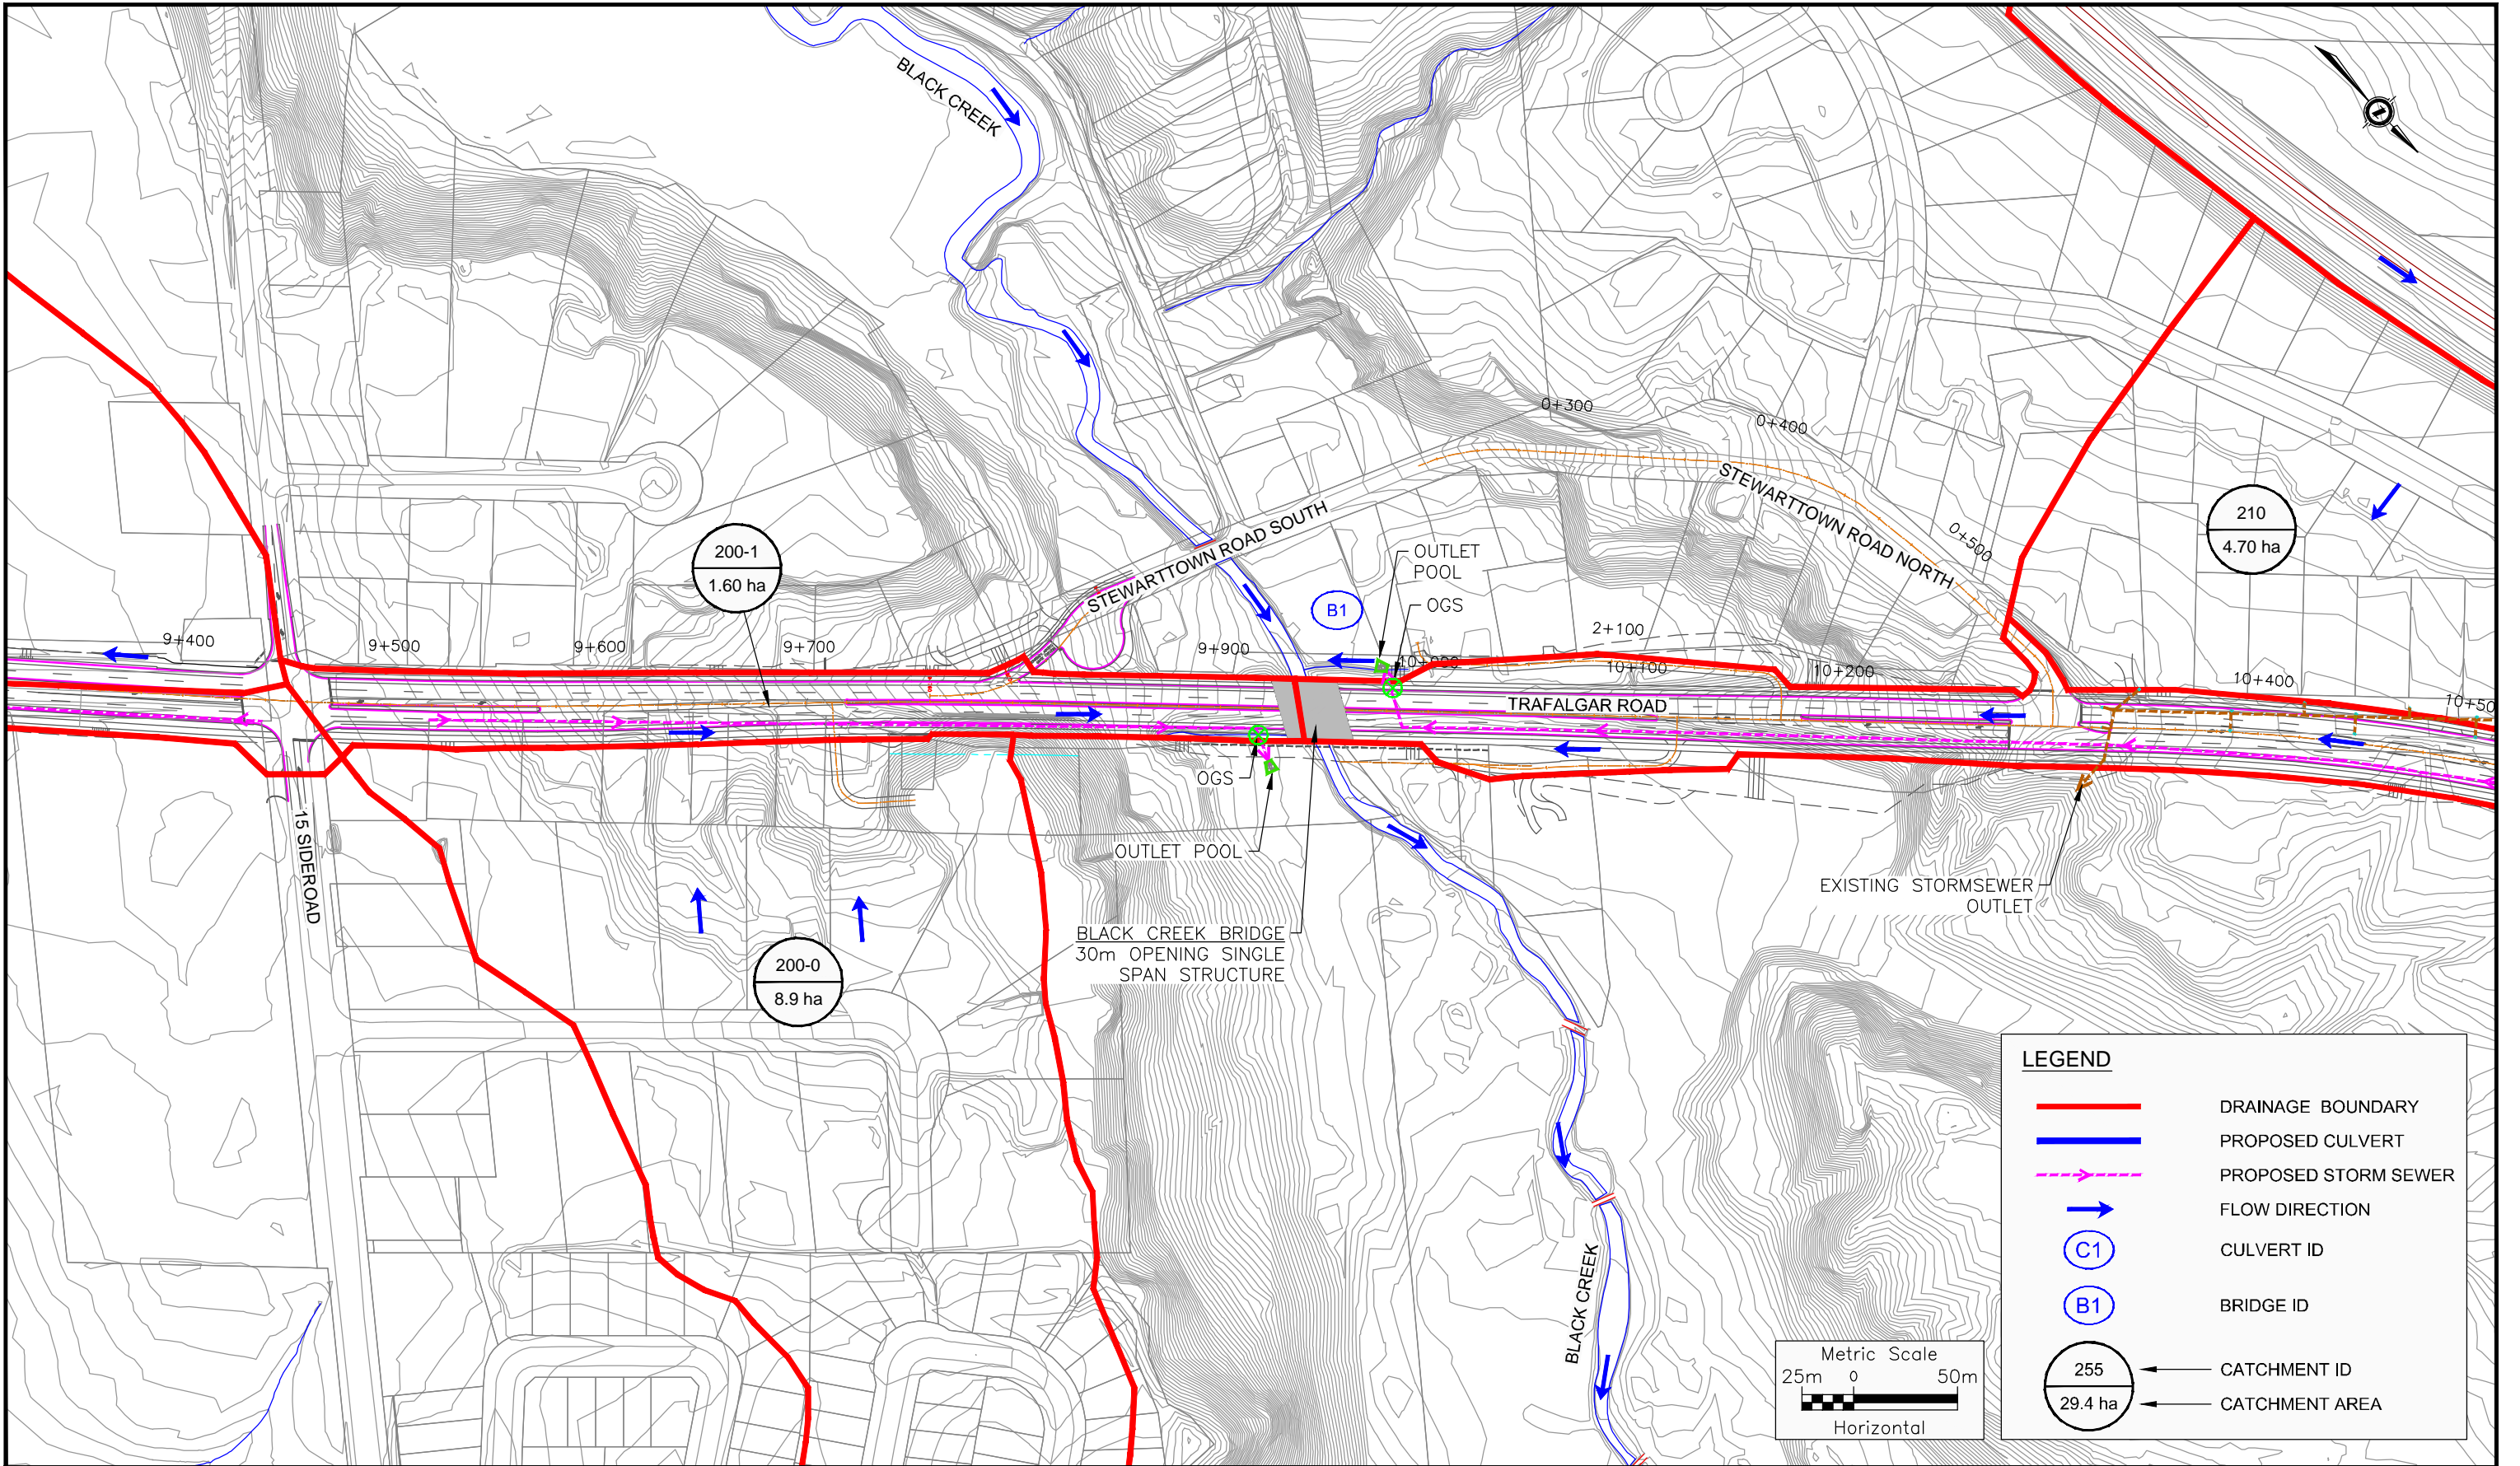 BLACK CREEK
N
0+300
0+400
STEWARTTOWN ROAD NORTH
0+500
210
4.70 ha
STEWARTTOWN ROAD SOUTH
200-1
1.60 ha
OUTLET
POOL
OGS
B1
9+400
9+500
9+600
9+700
9+900
10+000
2+100
10+100
10+200
10+400
10+50
TRAFALGAR ROAD
15 SIDEROAD
OGS
OUTLET POOL
EXISTING STORMSEWER
OUTLET
BLACK CREEK BRIDGE
30m OPENING SINGLE
SPAN STRUCTURE
200-0
8.9 ha
BLACK CREEK
LEGEND
DRAINAGE BOUNDARY
PROPOSED CULVERT
PROPOSED STORM SEWER
FLOW DIRECTION
C1
CULVERT ID
B1
BRIDGE ID
255
CATCHMENT ID
29.4 ha
CATCHMENT AREA
Metric Scale
25m 0 50m
Horizontal